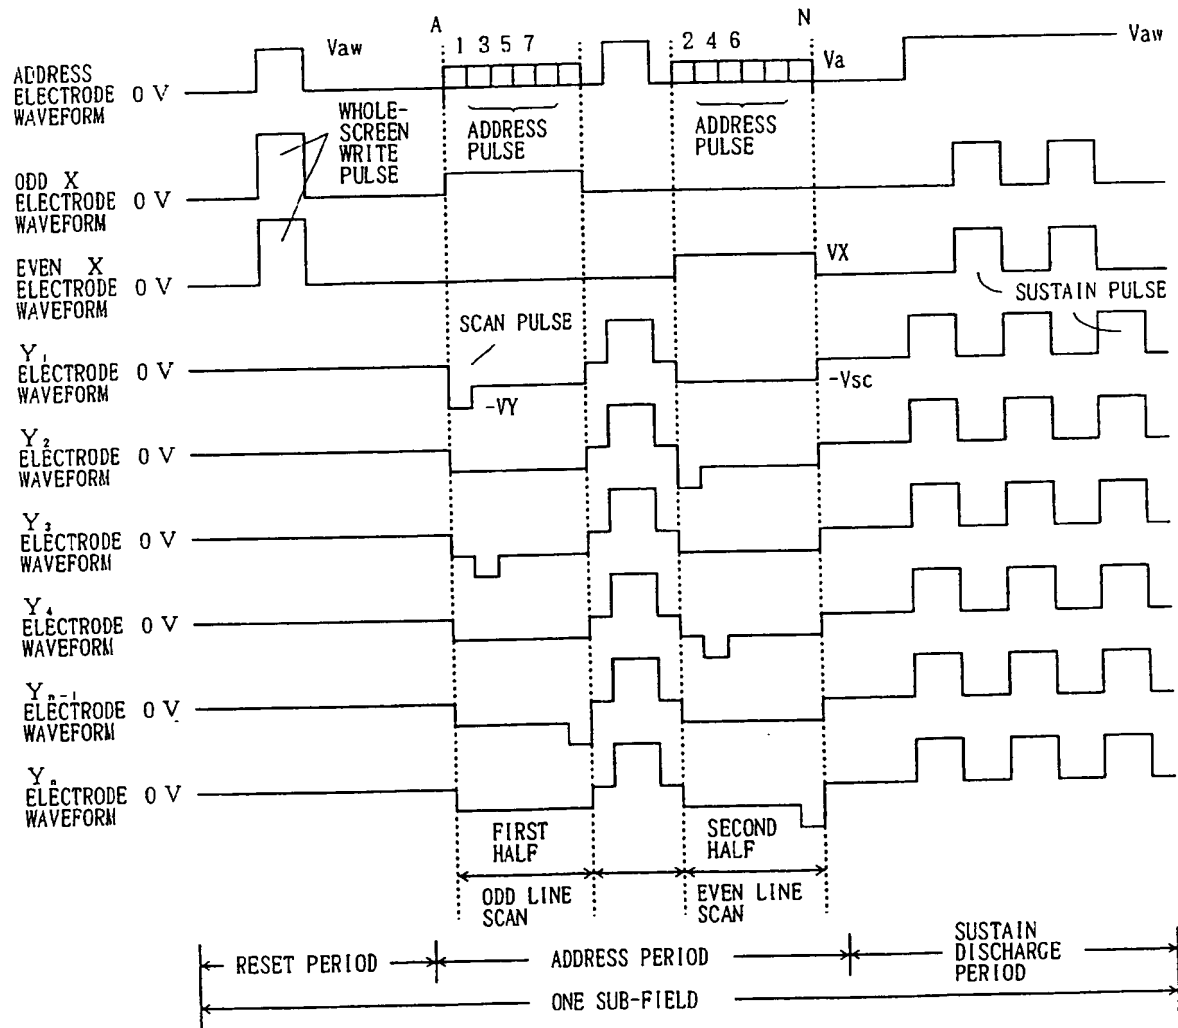 A
N
Vaw
1 3 5 7
2 4 6
Va
Vaw
ADDRESS
ELECTRODE 0 V
WAVEFORM
WHOLE-
SCREEN
WRITE
PULSE
ADDRESS
PULSE
ADDRESS
PULSE
ODD X
ELECTRODE 0 V
WAVEFORM
EVEN X
ELECTRODE 0 V
WAVEFORM
VX
SUSTAIN PULSE
SCAN PULSE
Y₁
ELECTRODE 0 V
WAVEFORM
-VY
-Vsc
Y₂
ELECTRODE 0 V
WAVEFORM
Y₃
ELECTRODE 0 V
WAVEFORM
Y₄
ELECTRODE 0 V
WAVEFORM
Yₙ₋₁
ELECTRODE 0 V
WAVEFORM
Yₙ
ELECTRODE 0 V
WAVEFORM
FIRST
HALF
SECOND
HALF
ODD LINE
SCAN
EVEN LINE
SCAN
RESET PERIOD
ADDRESS PERIOD
SUSTAIN
DISCHARGE
PERIOD
ONE SUB-FIELD